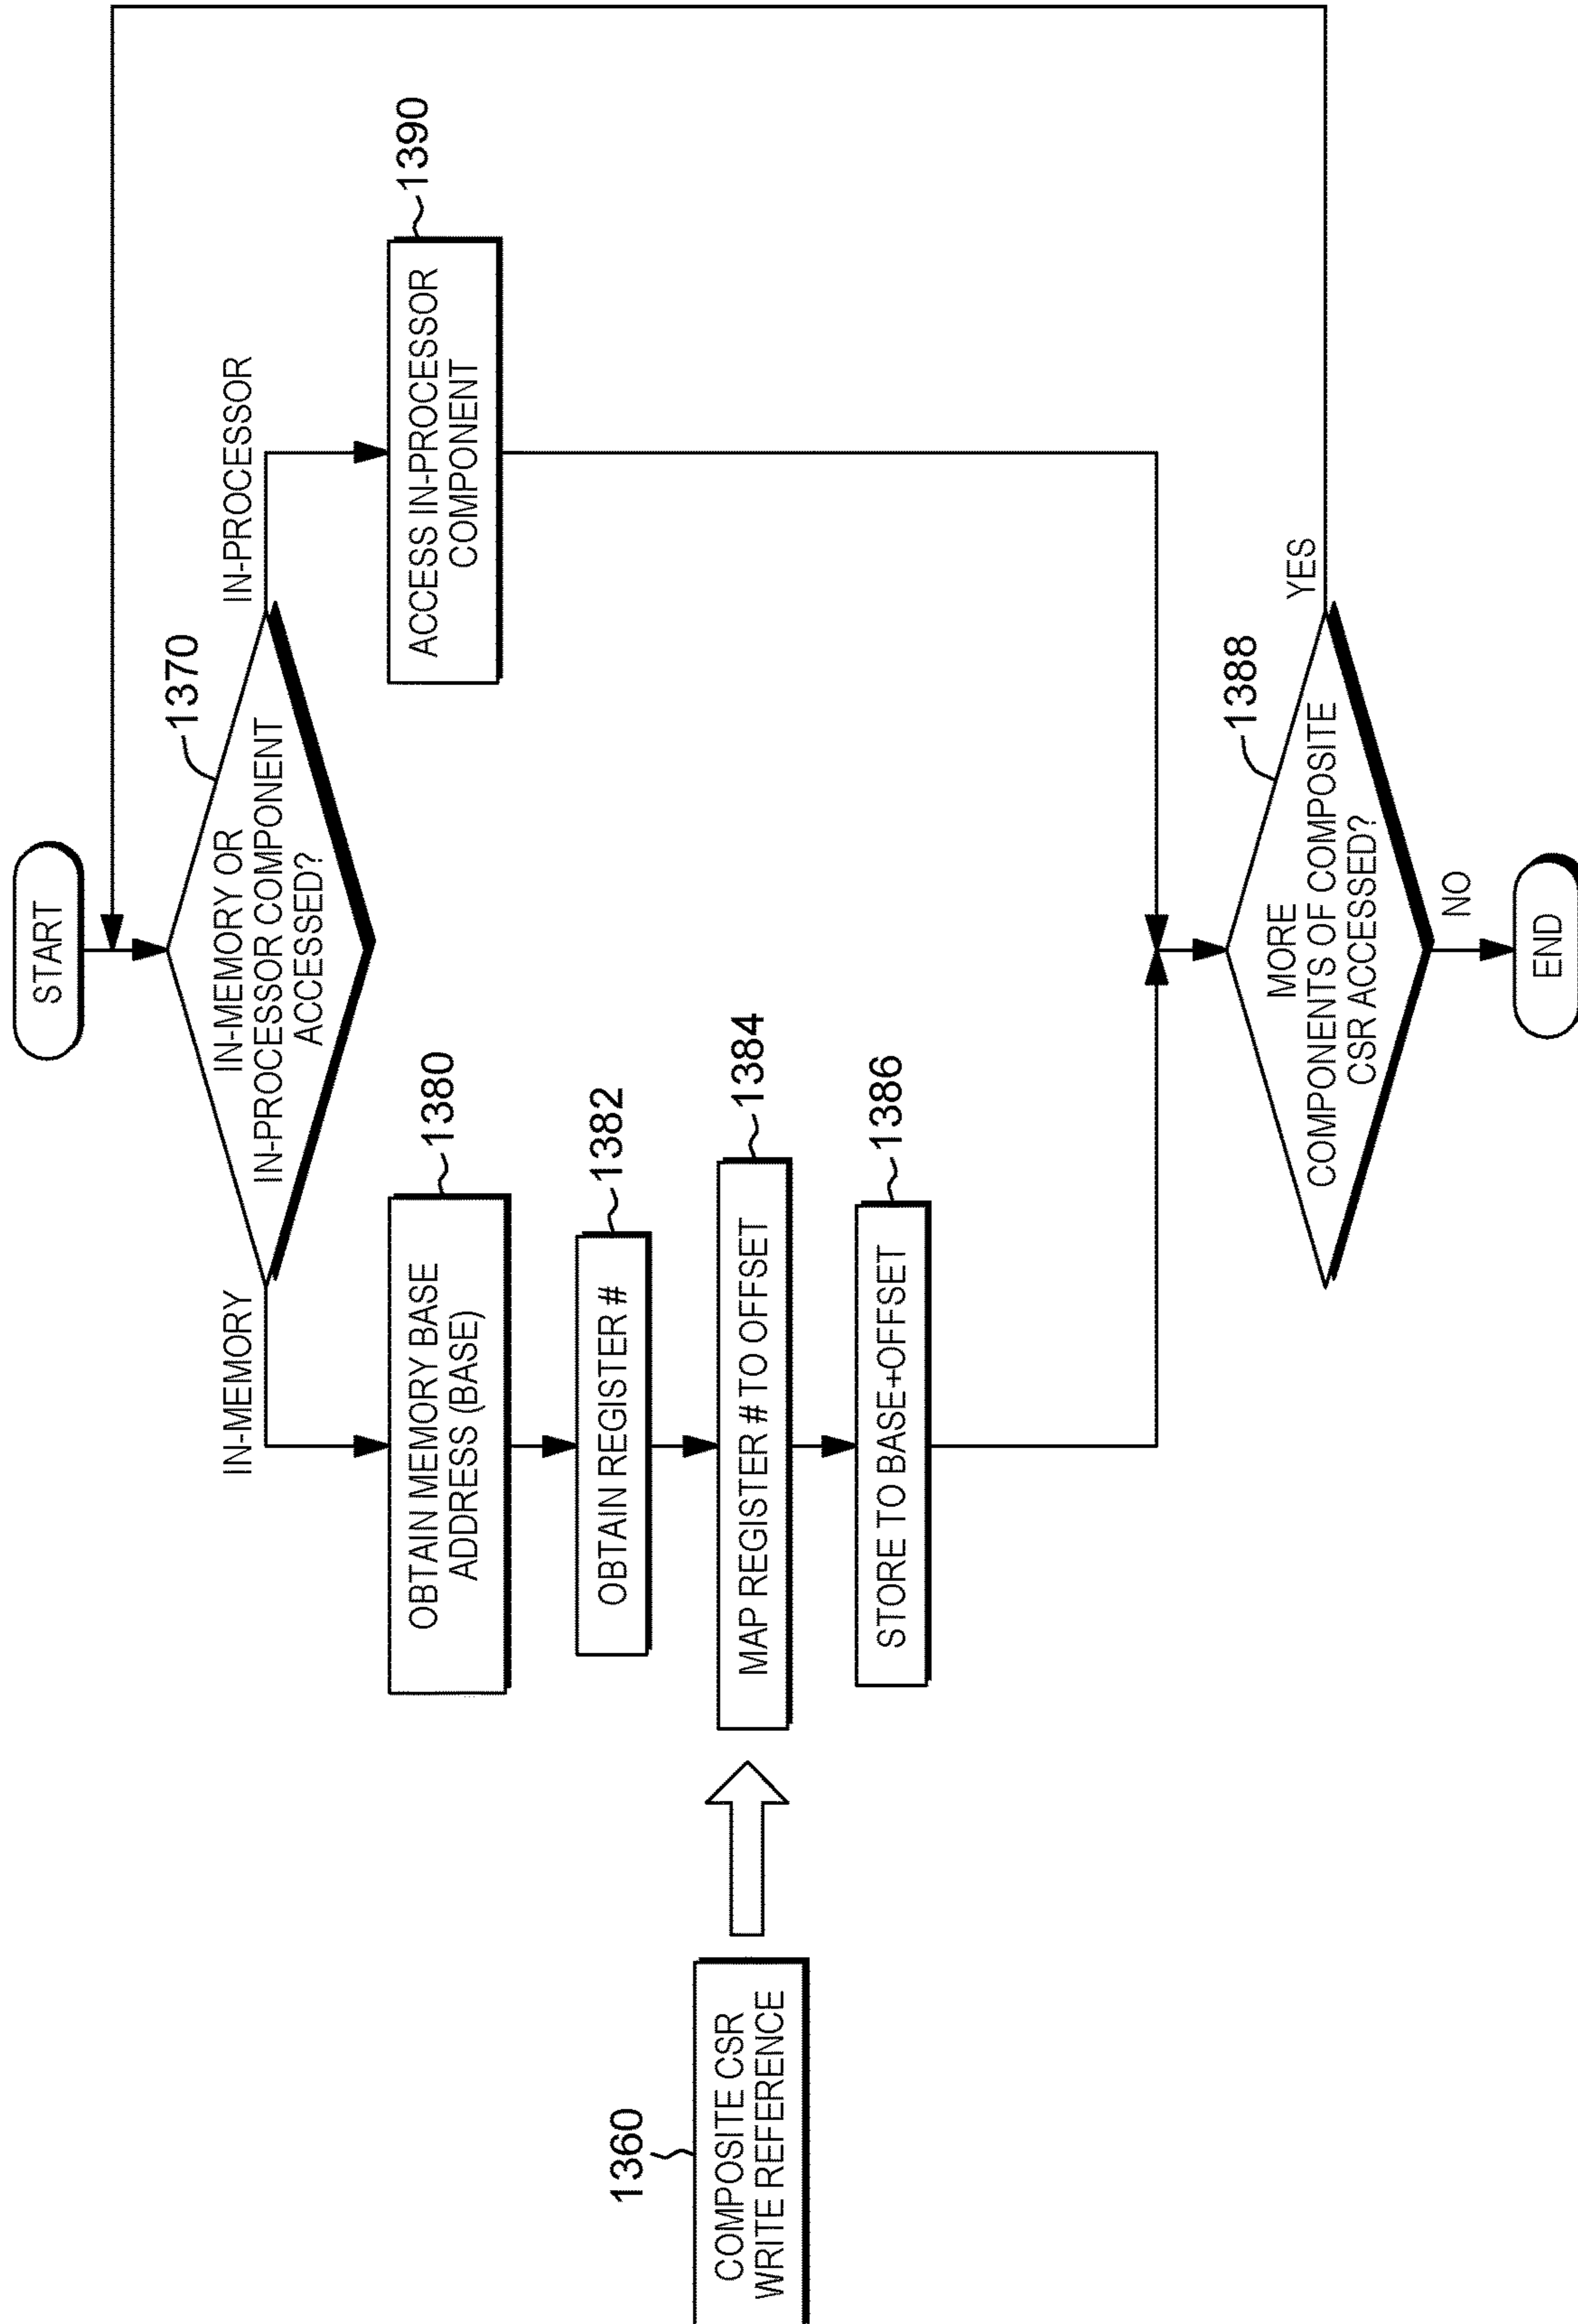 START
1370
IN-MEMORY OR
IN-PROCESSOR COMPONENT
ACCESSED?
IN-MEMORY
IN-PROCESSOR
1380
OBTAIN MEMORY BASE
ADDRESS (BASE)
1390
ACCESS IN-PROCESSOR
COMPONENT
1382
OBTAIN REGISTER #
1360
COMPOSITE CSR
WRITE REFERENCE
1384
MAP REGISTER # TO OFFSET
1386
STORE TO BASE+OFFSET
1388
MORE
COMPONENTS OF COMPOSITE
CSR ACCESSED?
YES
NO
END